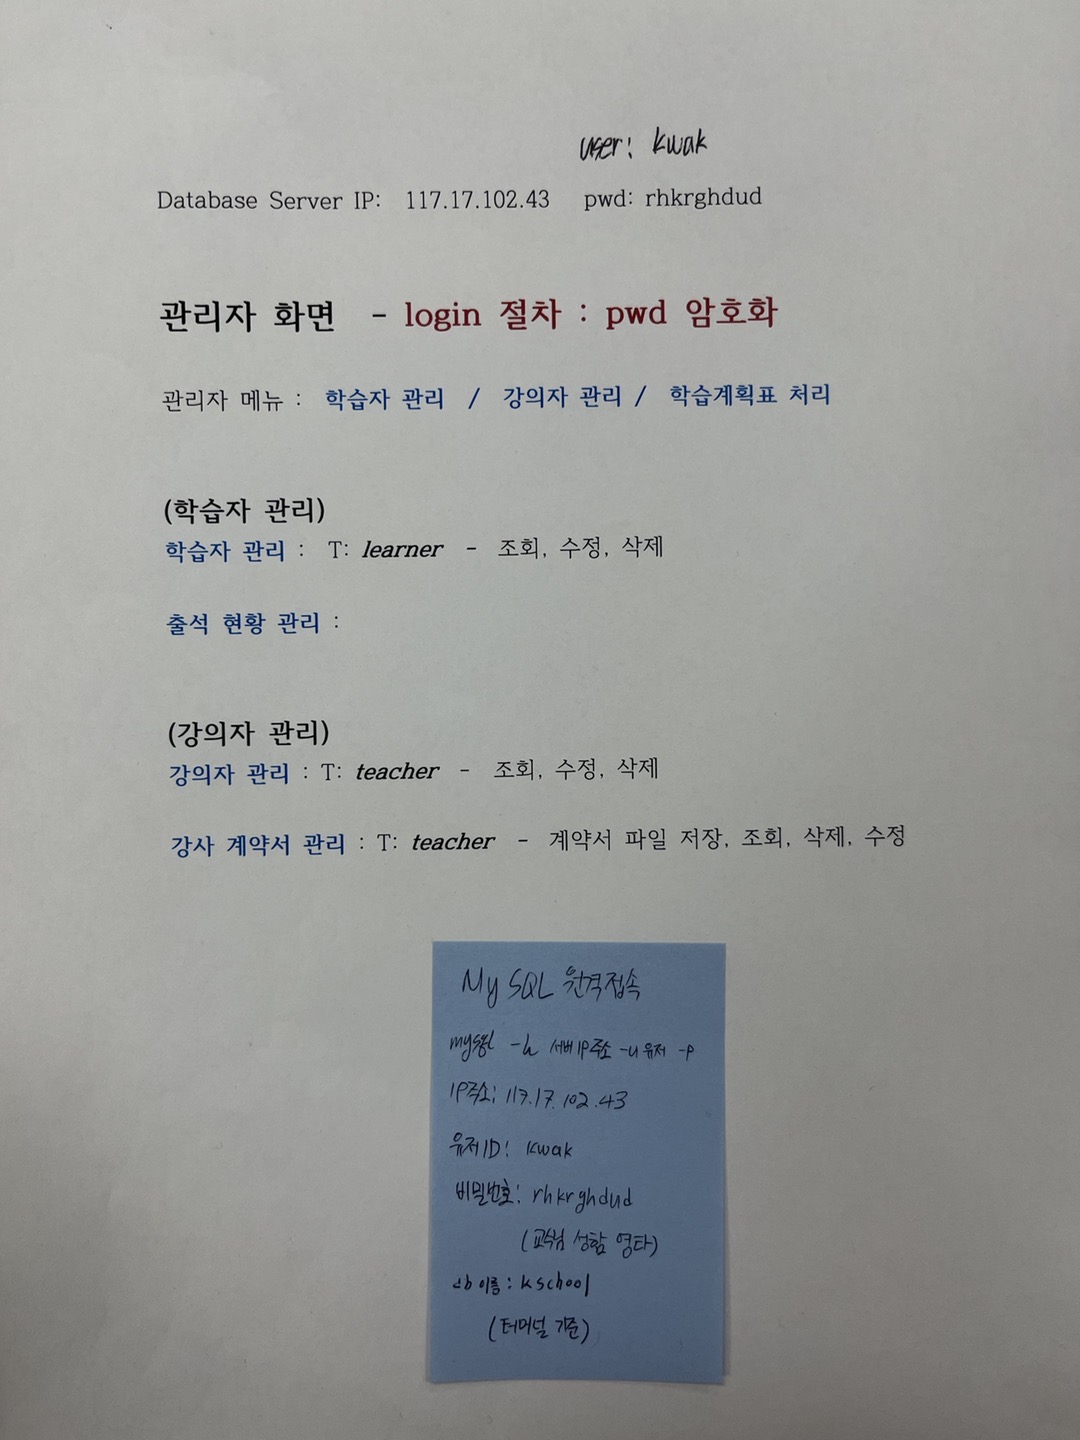 user: kwak
Database Server IP: 117.17.102.43 pwd: rhkrghdud
관리자 화면 - login 절차 : pwd 암호화
관리자 메뉴 : 학습자 관리 / 강의자 관리 / 학습계획표 처리
(학습자 관리)
학습자 관리 : T: learner - 조회, 수정, 삭제
출석 현황 관리 :
(강의자 관리)
강의자 관리 : T: teacher - 조회, 수정, 삭제
강사 계약서 관리 : T: teacher - 계약서 파일 저장, 조회, 삭제, 수정
My SQL 원격접속
mysql -h 서버IP주소 -u 유저 -p
IP주소: 117.17.102.43
유저ID: kwak
비밀번호: rhkrghdud
(교수님 성함 영타)
db 이름: kschool
(터미널 기준)